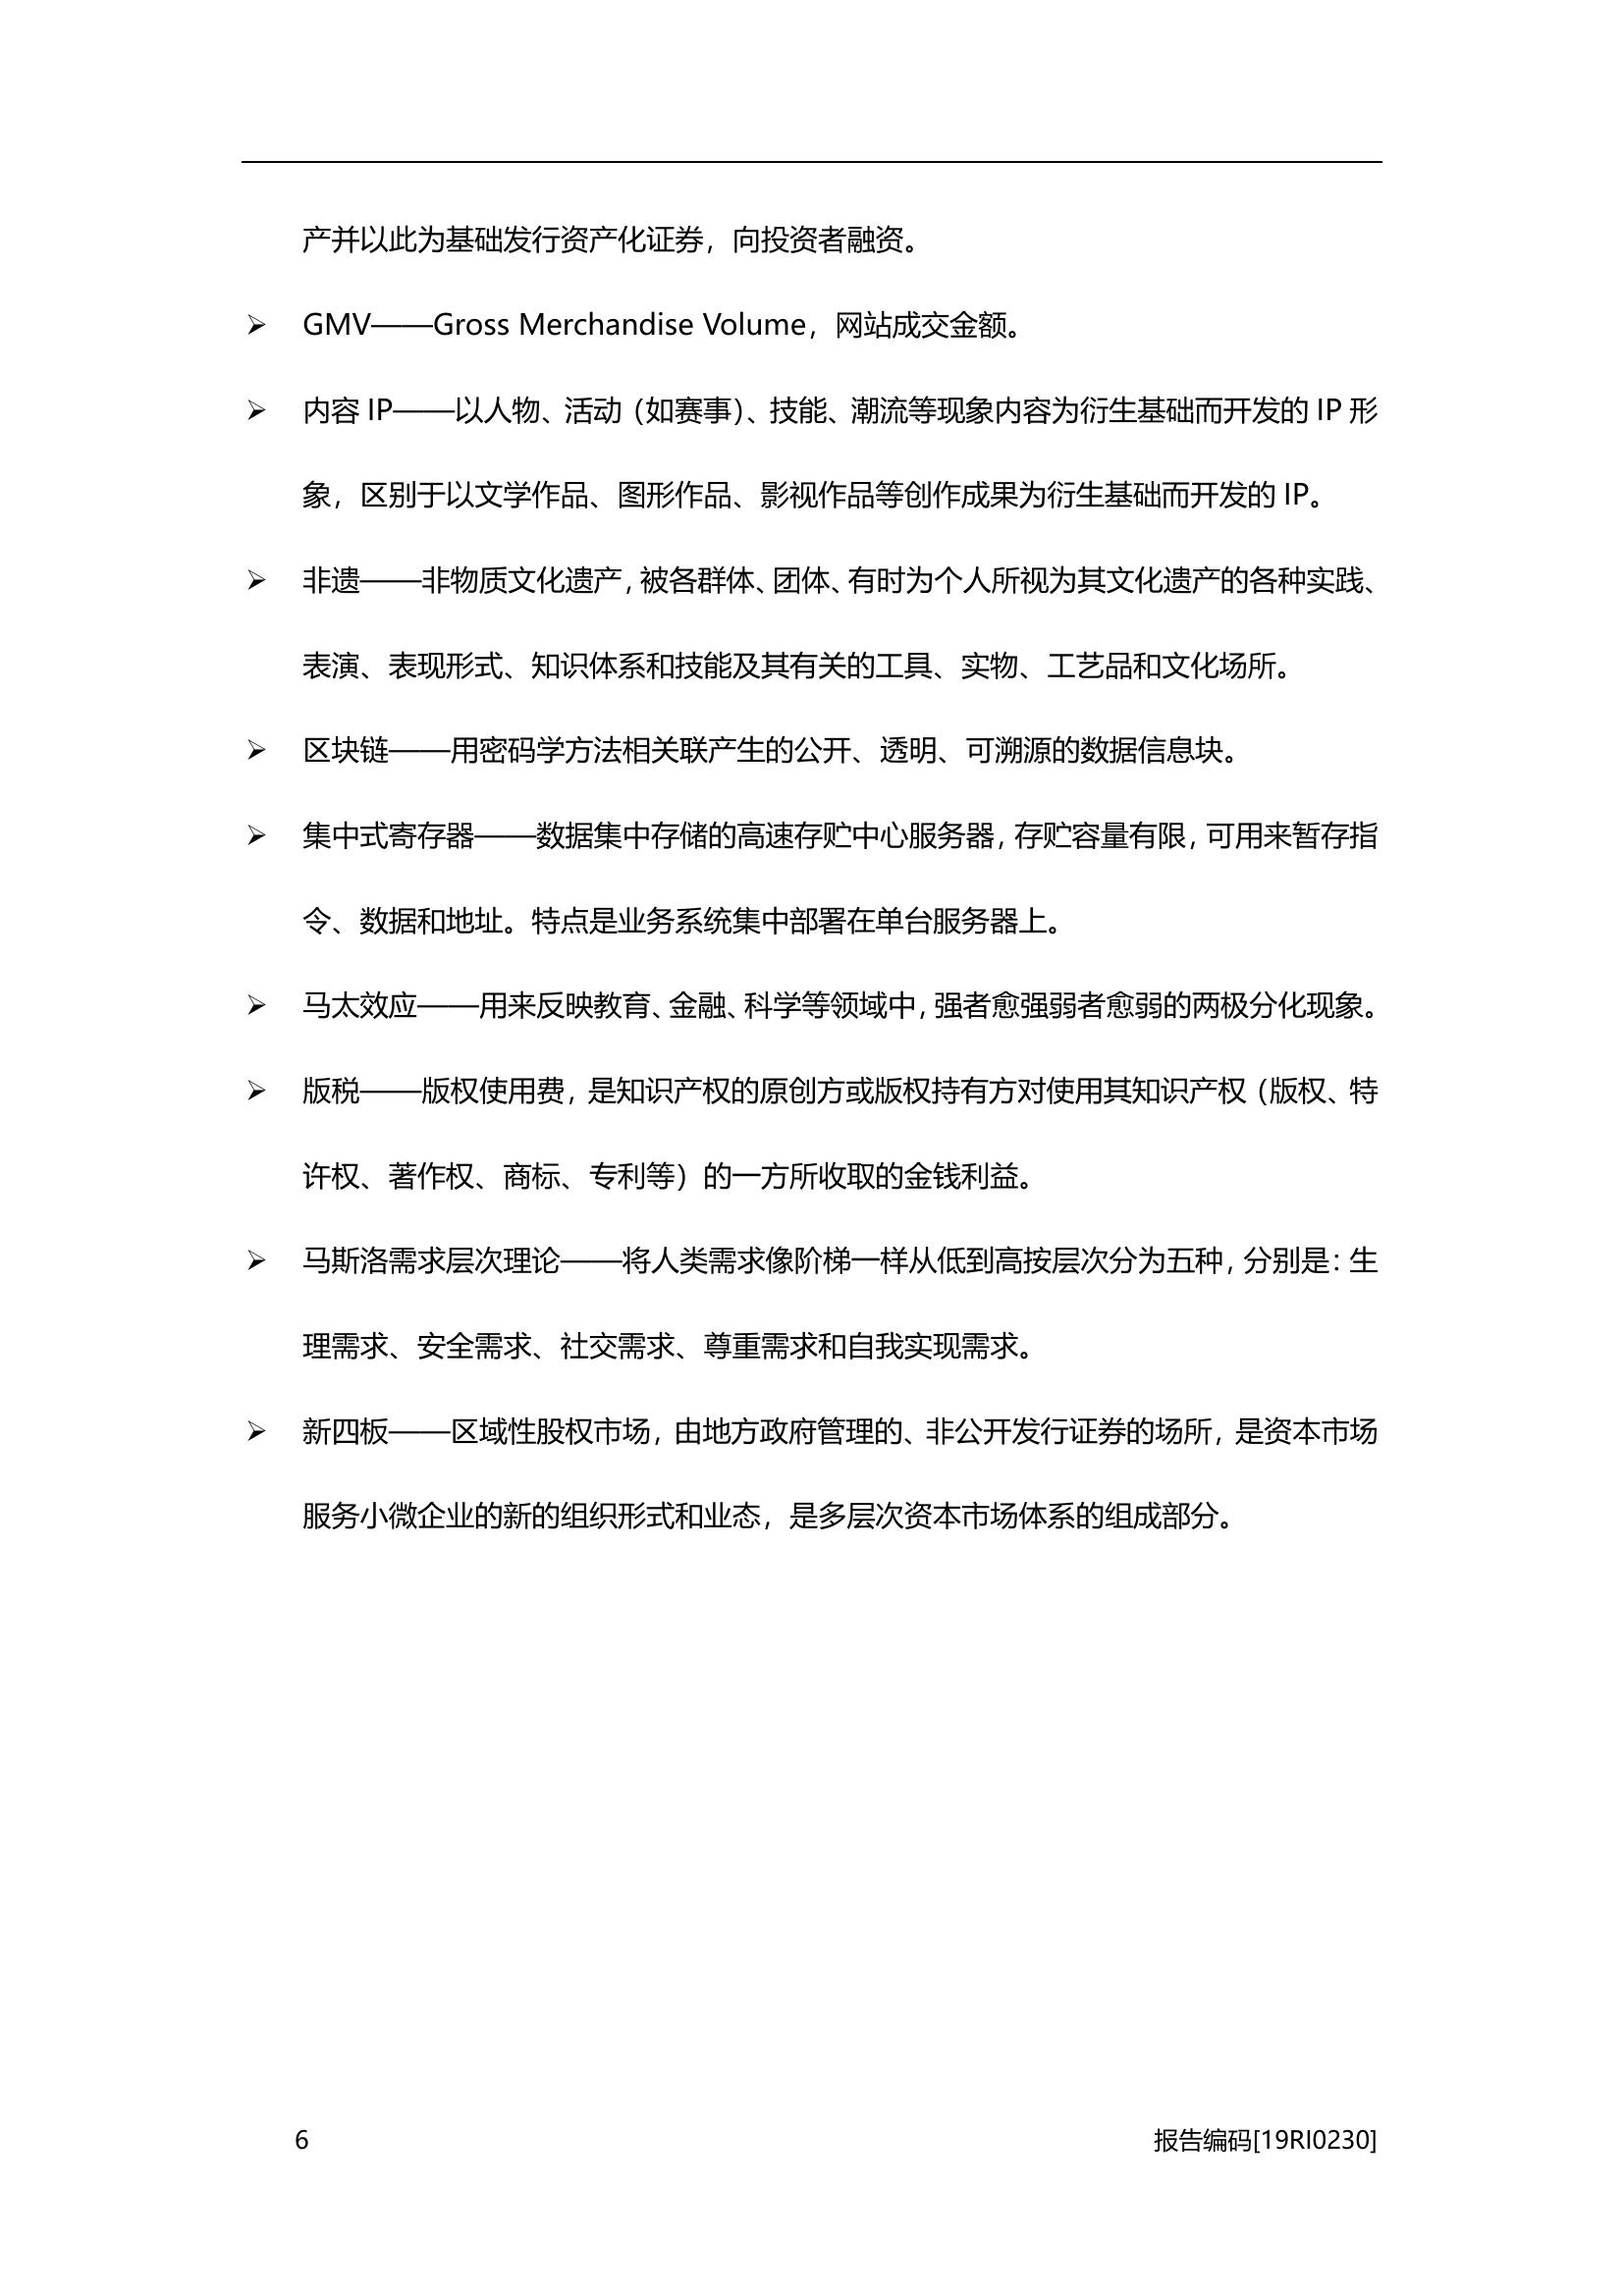 产并以此为基础发行资产化证券，向投资者融资。
➢ GMV——Gross Merchandise Volume，网站成交金额。
➢ 内容 IP——以人物、活动（如赛事）、技能、潮流等现象内容为衍生基础而开发的 IP 形
象，区别于以文学作品、图形作品、影视作品等创作成果为衍生基础而开发的 IP。
➢ 非遗——非物质文化遗产，被各群体、团体、有时为个人所视为其文化遗产的各种实践、
表演、表现形式、知识体系和技能及其有关的工具、实物、工艺品和文化场所。
➢ 区块链——用密码学方法相关联产生的公开、透明、可溯源的数据信息块。
➢ 集中式寄存器——数据集中存储的高速存贮中心服务器，存贮容量有限，可用来暂存指
令、数据和地址。特点是业务系统集中部署在单台服务器上。
➢ 马太效应——用来反映教育、金融、科学等领域中，强者愈强弱者愈弱的两极分化现象。
➢ 版税——版权使用费，是知识产权的原创方或版权持有方对使用其知识产权（版权、特
许权、著作权、商标、专利等）的一方所收取的金钱利益。
➢ 马斯洛需求层次理论——将人类需求像阶梯一样从低到高按层次分为五种，分别是：生
理需求、安全需求、社交需求、尊重需求和自我实现需求。
➢ 新四板——区域性股权市场，由地方政府管理的、非公开发行证券的场所，是资本市场
服务小微企业的新的组织形式和业态，是多层次资本市场体系的组成部分。
6 报告编码[19RI0230]